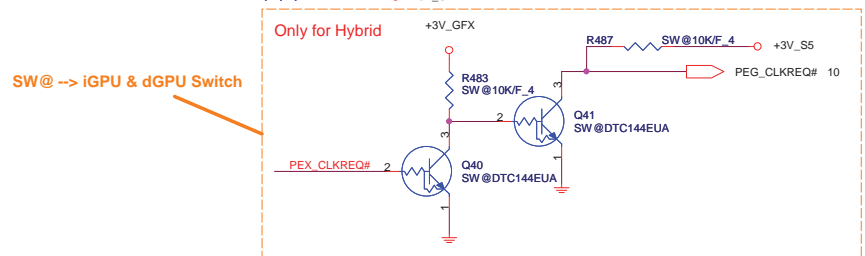 Only for Hybrid
+3V_GFX
R487
SW@10K/F_4
+3V_S5
PEG_CLKREQ# 10
SW@ --> iGPU & dGPU Switch
R483
SW@10K/F_4
3
Q41
SW@DTC144EUA
2
3
1
PEX_CLKREQ#
2
Q40
SW@DTC144EUA
1